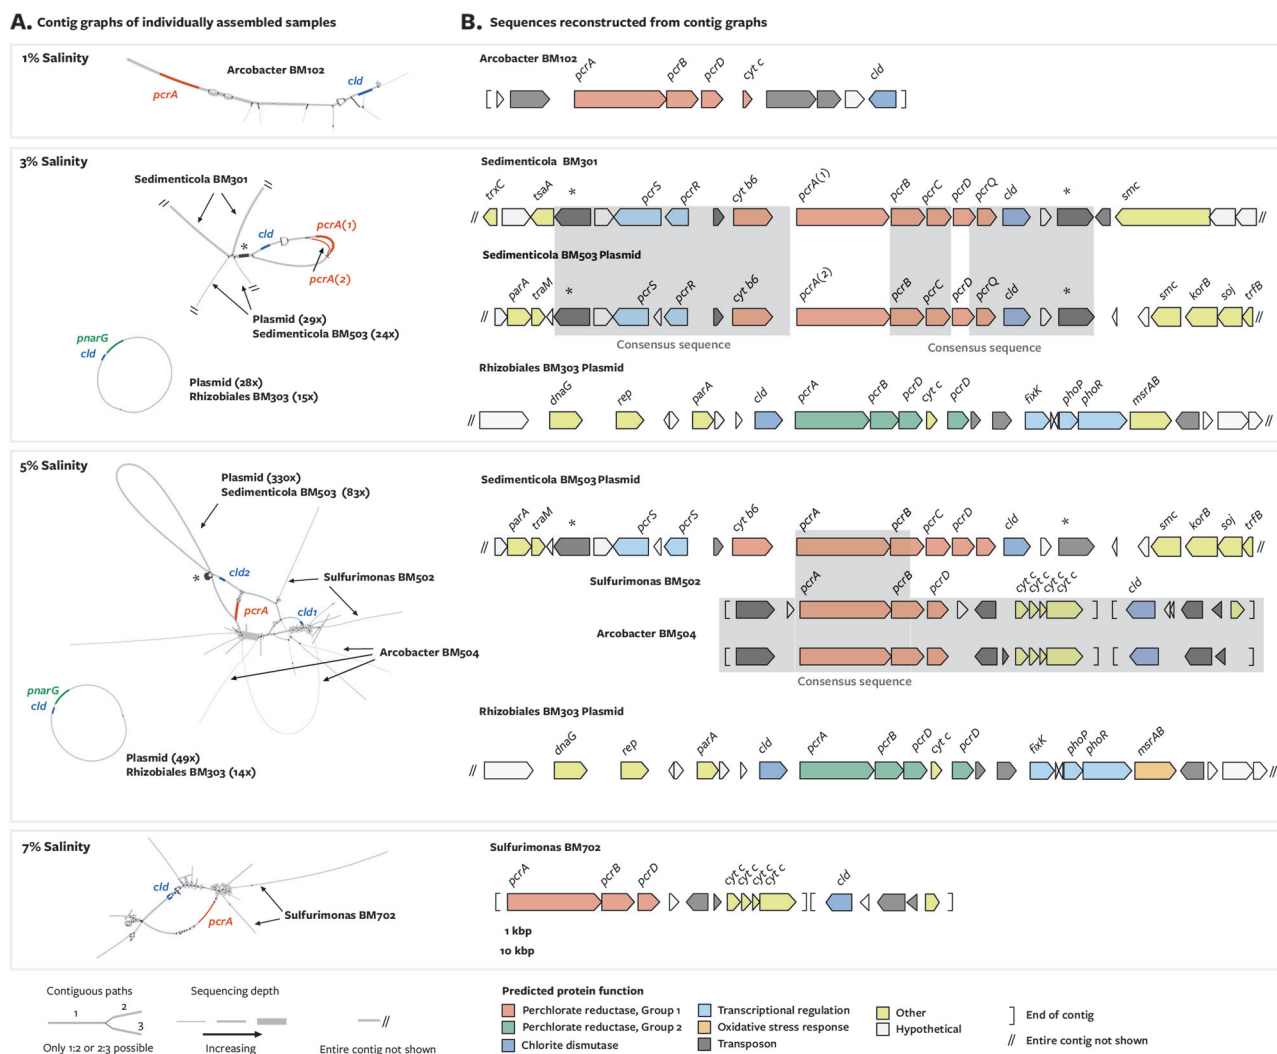 A. Contig graphs of individually assembled samples
B. Sequences reconstructed from contig graphs
1% Salinity
Arcobacter BM102
pcrA
cld
Arcobacter BM102
pcrA pcrB pcrD cyt c cld
3% Salinity
Sedimenticola BM301
*
cld
pcrA(1)
pcrA(2)
Plasmid (29x)
Sedimenticola BM503 (24x)
pnarG
cld
Plasmid (28x)
Rhizobiales BM303 (15x)
Sedimenticola BM301
trxC tsaA * pcrS pcrR cyt b6 pcrA(1) pcrB pcrC pcrD pcrQ cld * smc
Sedimenticola BM503 Plasmid
parA traM * pcrS pcrR cyt b6 pcrA(2) pcrB pcrC pcrD pcrQ cld * smc korB soj trfB
Consensus sequence
Consensus sequence
Rhizobiales BM303 Plasmid
dnaG rep parA cld pcrA pcrB pcrD cyt c pcrD fixK phoP phoR msrAB
5% Salinity
Plasmid (330x)
Sedimenticola BM503 (83x)
*
cld2
Sulfurimonas BM502
pcrA
cld1
Arcobacter BM504
pnarG
cld
Plasmid (49x)
Rhizobiales BM303 (14x)
Sedimenticola BM503 Plasmid
parA traM * pcrS pcrS cyt b6 pcrA pcrB pcrC pcrD cld * smc korB soj trfB
Sulfurimonas BM502
pcrA pcrB pcrD cyt c cyt c cyt c cyt c cld
Arcobacter BM504
Consensus sequence
Rhizobiales BM303 Plasmid
dnaG rep parA cld pcrA pcrB pcrD cyt c pcrD fixK phoP phoR msrAB
7% Salinity
cld
pcrA
Sulfurimonas BM702
Sulfurimonas BM702
pcrA pcrB pcrD cyt c cyt c cyt c cyt c cld
1 kbp
10 kbp
Contiguous paths
1 2 3
Only 1:2 or 2:3 possible
Sequencing depth
Increasing
Entire contig not shown
Predicted protein function
Perchlorate reductase, Group 1
Perchlorate reductase, Group 2
Chlorite dismutase
Transcriptional regulation
Oxidative stress response
Transposon
Other
Hypothetical
] End of contig
// Entire contig not shown